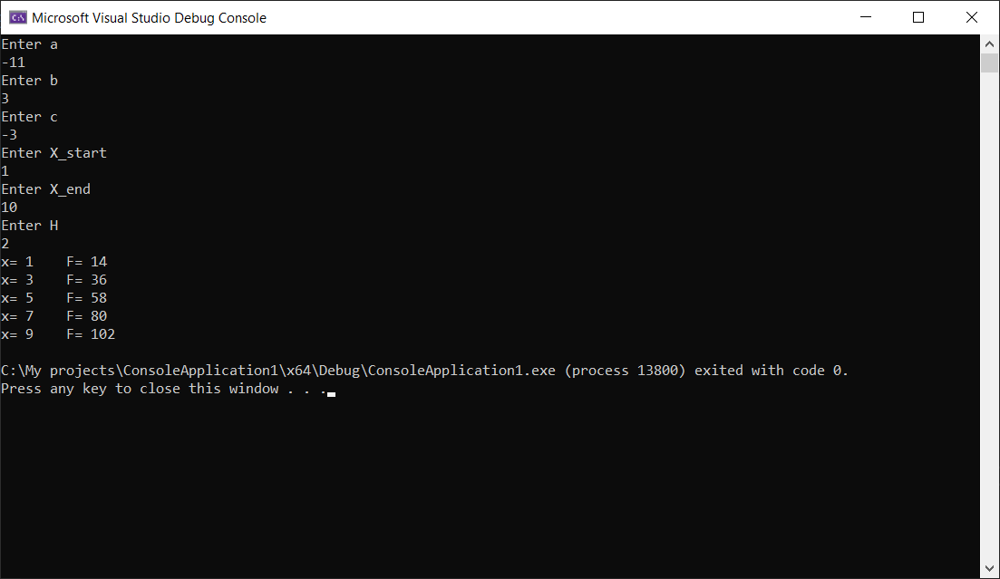 Microsoft Visual Studio Debug Console
Enter a
-11
Enter b
3
Enter c
-3
Enter X_start
1
Enter X_end
10
Enter H
2
x= 1    F= 14
x= 3    F= 36
x= 5    F= 58
x= 7    F= 80
x= 9    F= 102
C:\My projects\ConsoleApplication1\x64\Debug\ConsoleApplication1.exe (process 13800) exited with code 0.
Press any key to close this window . . .